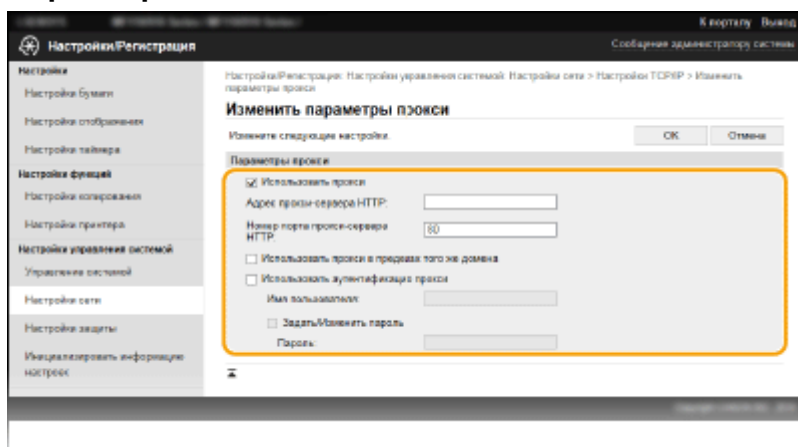 К порталу Выход
Настройки/Регистрация
Сообщение администратору системы
Настройки
Настройки бумаги
Настройки отображения
Настройки таймера
Настройки функций
Настройки копирования
Настройки принтера
Настройки управления системой
Управление системой
Настройки сети
Настройки защиты
Инициализировать информацию
настроек
Настройки/Регистрация: Настройки управления системой: Настройки сети > Настройки TCP/IP > Изменить
параметры прокси
Изменить параметры прокси
Измените следующие настройки.
OK
Отмена
Параметры прокси
Использовать прокси
Адрес прокси-сервера HTTP:
Номер порта прокси-сервера
HTTP:
80
Использовать прокси в пределах того же домена
Использовать аутентификацию прокси
Имя пользователя:
Задать/Изменить пароль
Пароль: